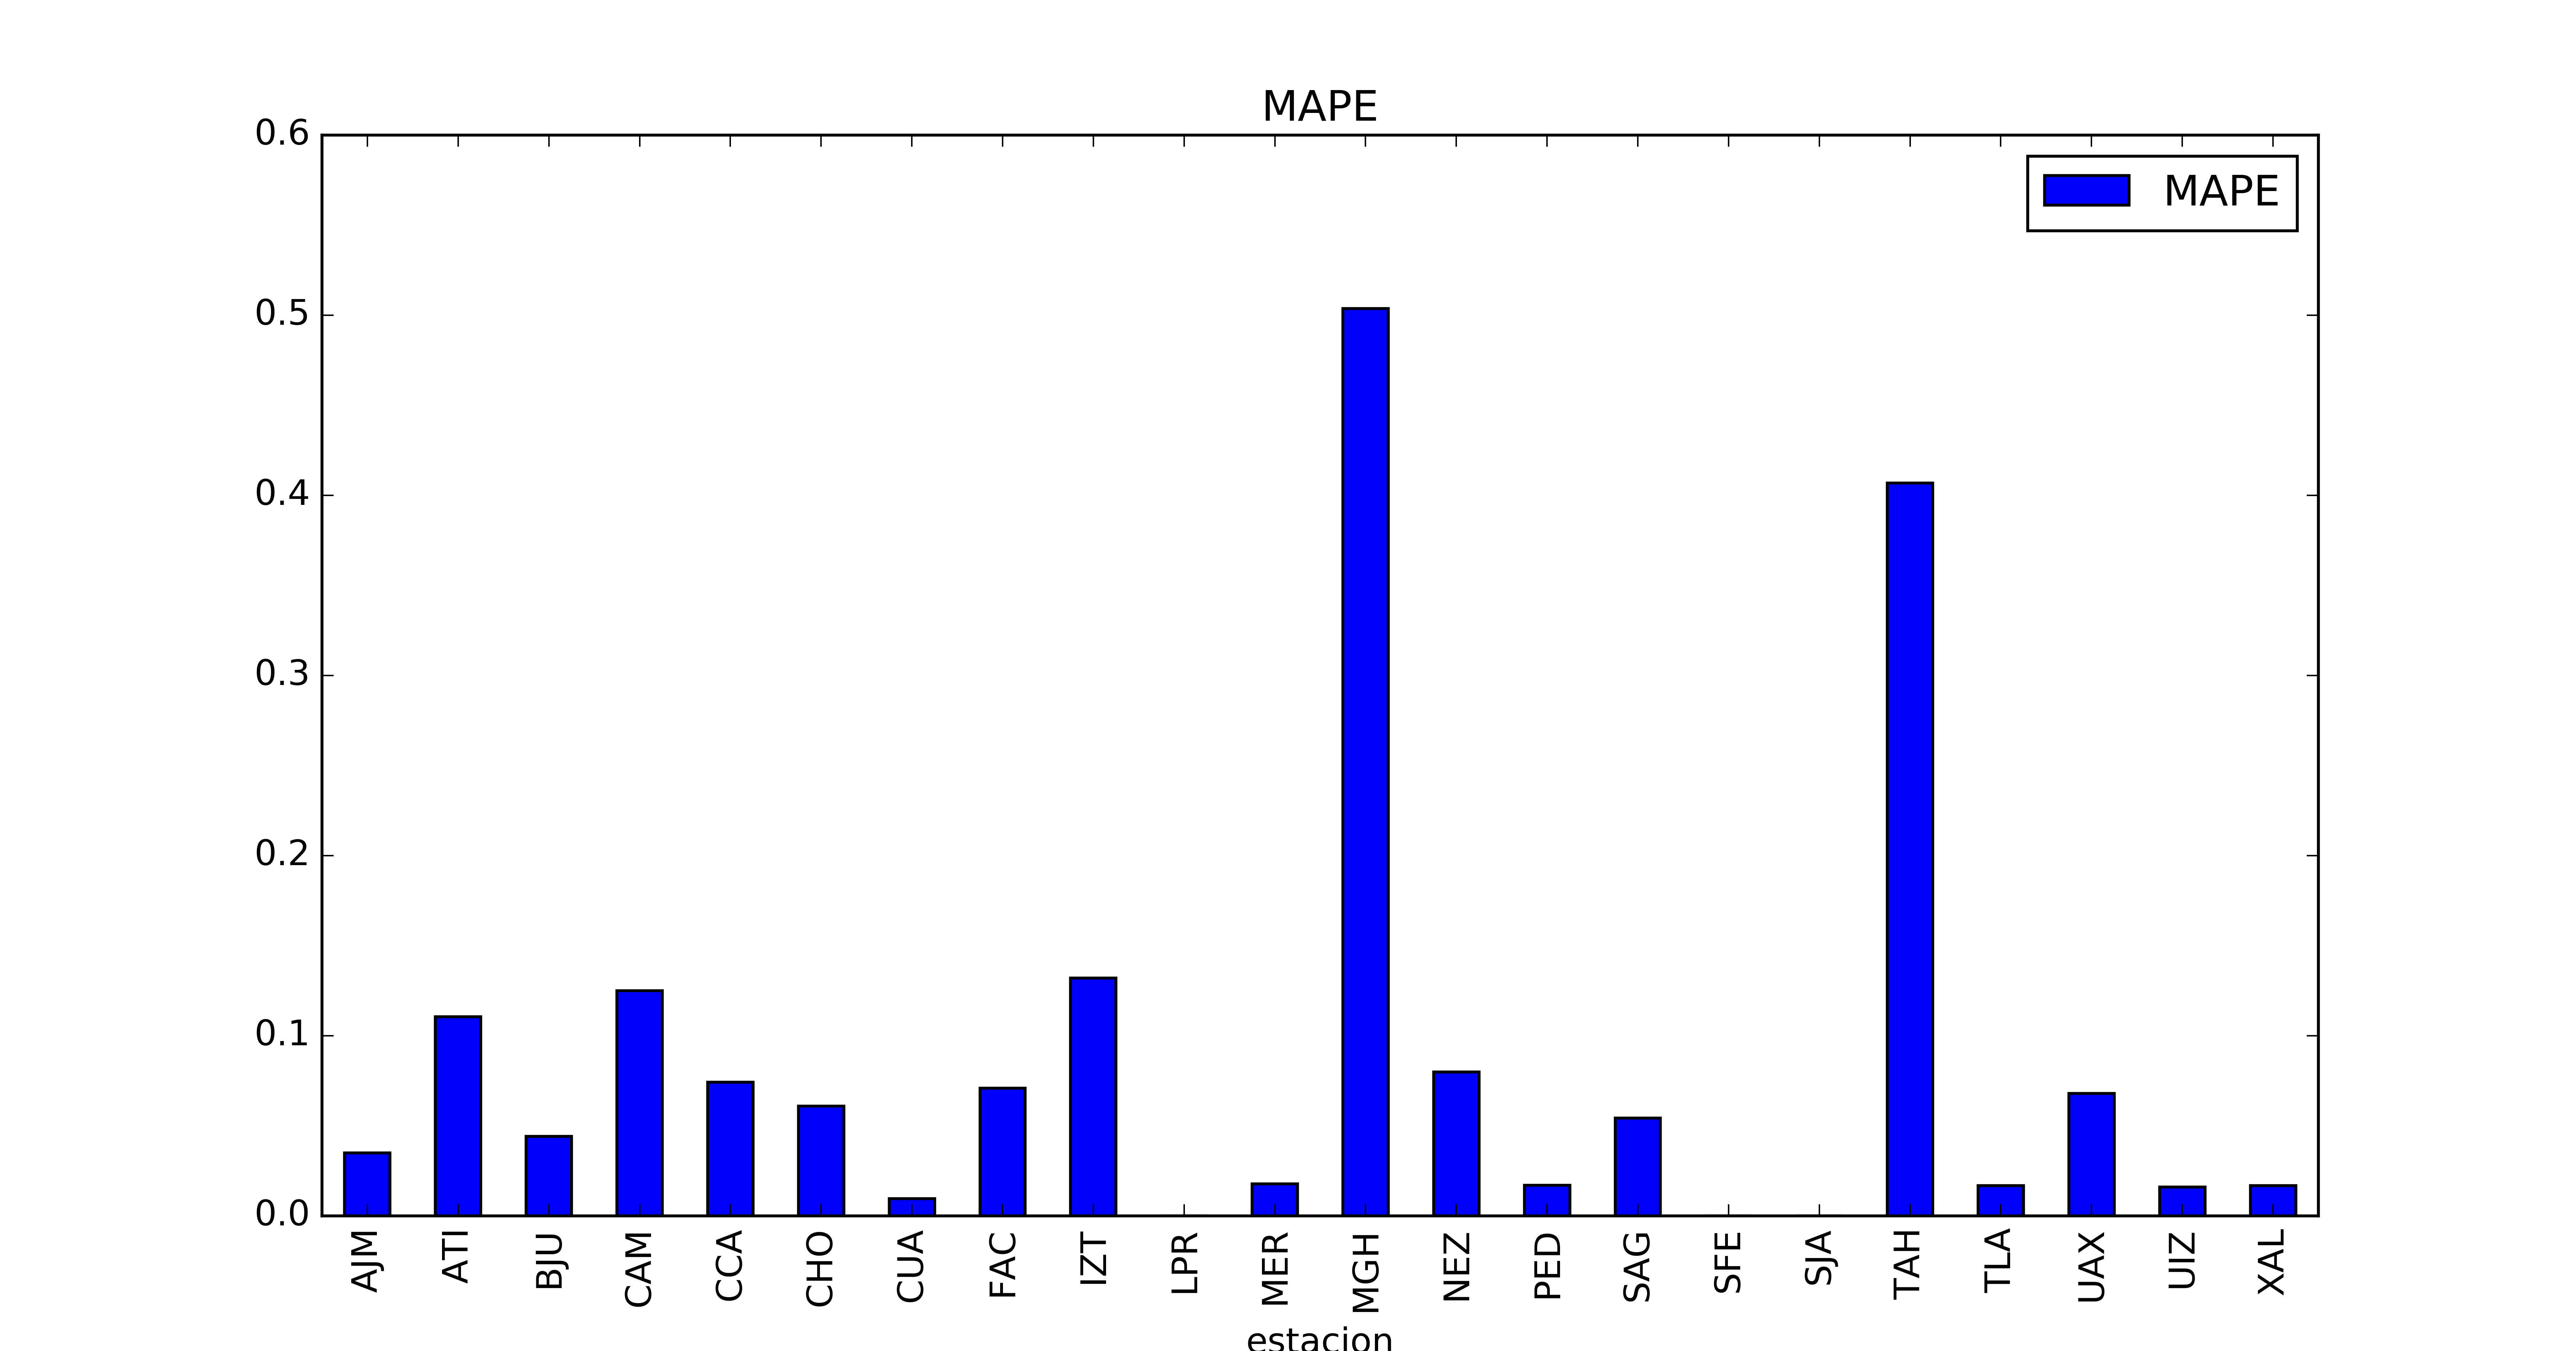 MAPE
MAPE
0.6
0.5
0.4
0.3
0.2
0.1
0.0
AJM
ATI
BJU
CAM
CCA
CHO
CUA
FAC
IZT
LPR
MER
MGH
NEZ
PED
SAG
SFE
SJA
TAH
TLA
UAX
UIZ
XAL
estacion